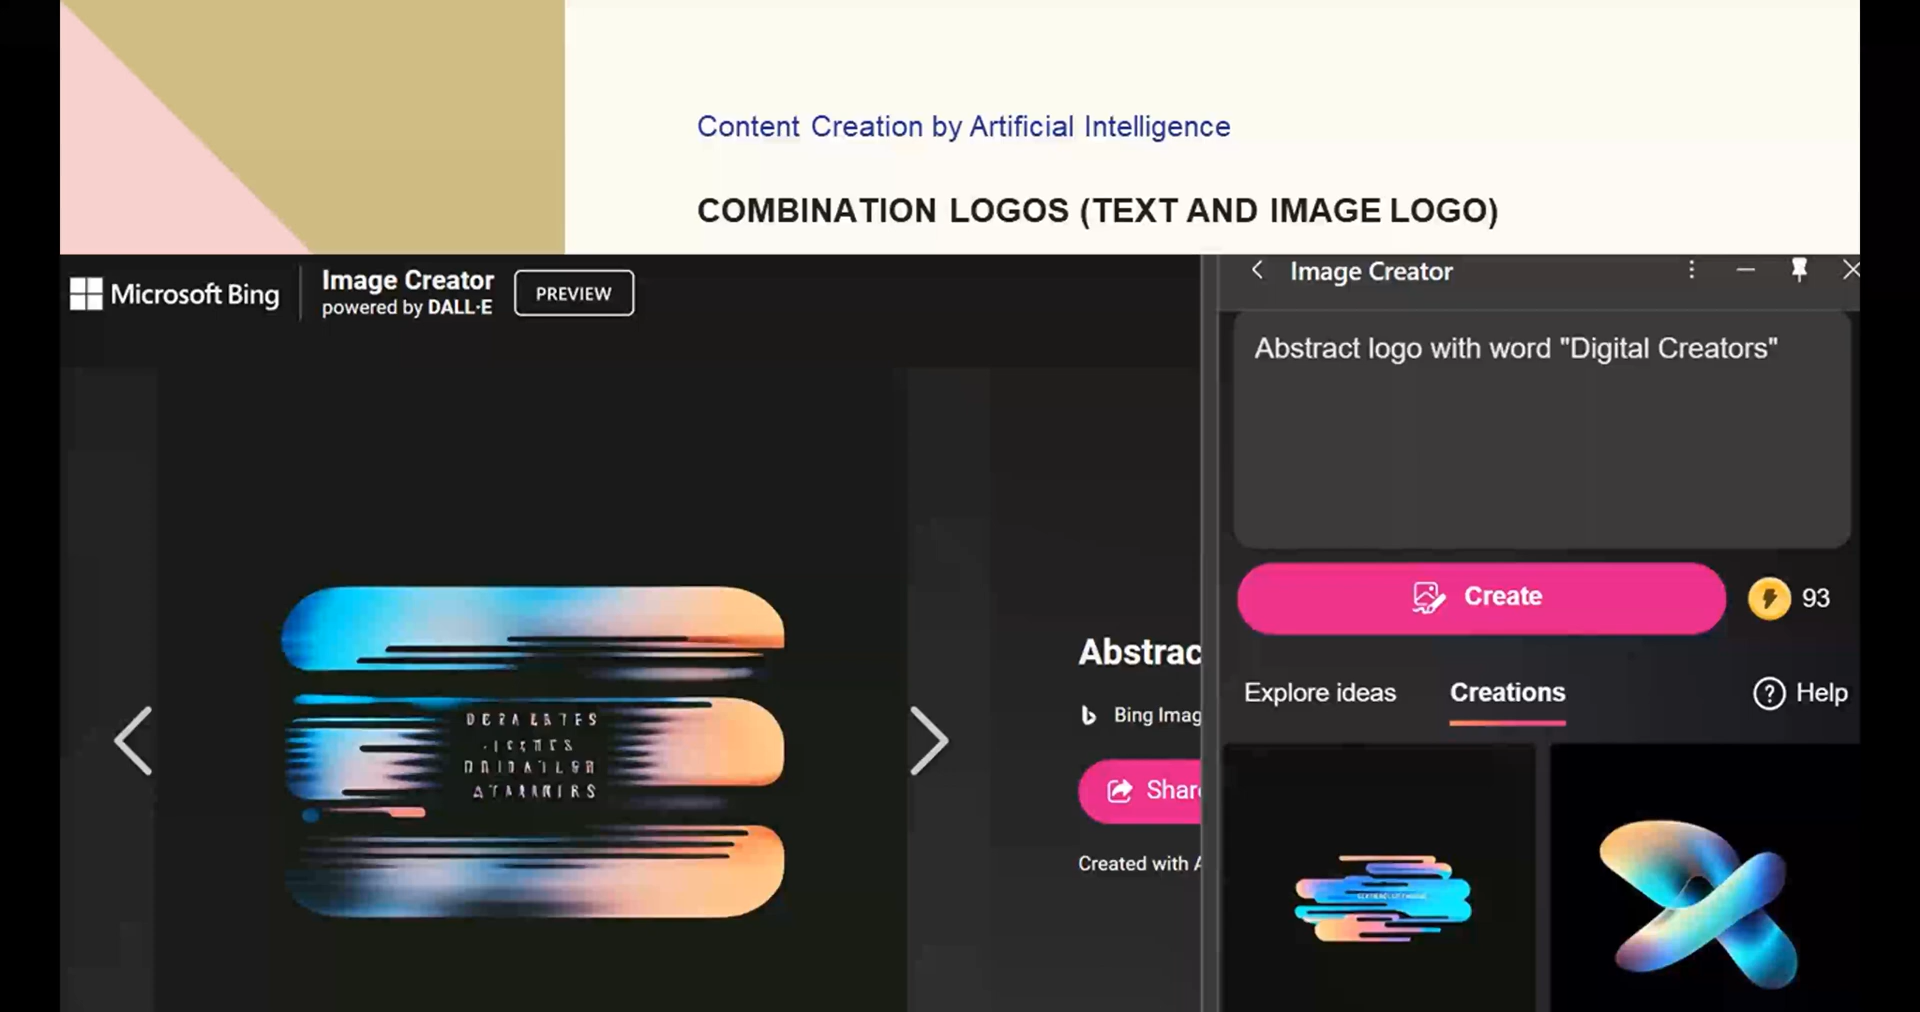 Content Creation by Artificial Intelligence
COMBINATION LOGOS (TEXT AND IMAGE LOGO)
Microsoft Bing
Image Creator
powered by DALL·E
PREVIEW
Abstrac
Bing Imag
Share
Created with A
Image Creator
Abstract logo with word "Digital Creators"
Create
93
Explore ideas
Creations
Help